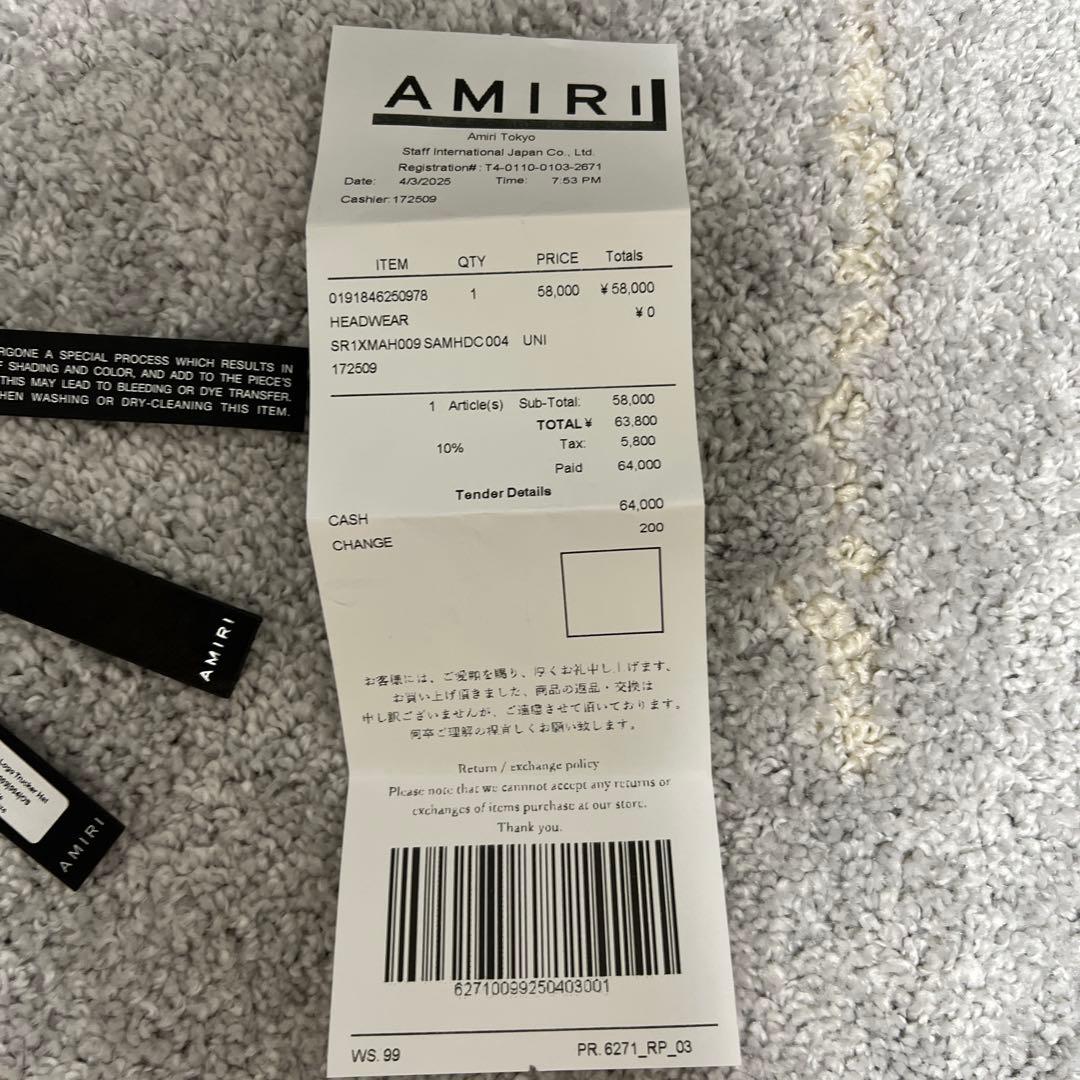 AMIRI
Amiri Tokyo
Staff International Japan Co., Ltd.
Registration# : T4-0110-0103-2671
Date: 4/3/2025 Time: 7:53 PM
Cashier: 172509
ITEM QTY PRICE Totals
0191846250978 1 58,000 ¥ 58,000
¥ 0
HEADWEAR
SR1XMAH009 SAMHDC004 UNI
172509
1 Article(s) Sub-Total: 58,000
TOTAL ¥ 63,800
10% Tax: 5,800
Paid 64,000
Tender Details
CASH 64,000
CHANGE 200
お客様には、ご愛顧を賜り、厚くお礼申し上げます、
お買い上げ頂きました、商品の返品・交換は
申し訳ございませんが、ご遠慮させて頂いております。
何卒ご理解の程宜しくお願い致します。
Return / exchange policy
Please note that we cannnot accept any returns or
exchanges of items purchase at our store.
Thank you.
62710099250403001
WS. 99 PR. 6271_RP_03
RGONE A SPECIAL PROCESS WHICH RESULTS IN
F SHADING AND COLOR, AND ADD TO THE PIECE'S
THIS MAY LEAD TO BLEEDING OR DYE TRANSFER.
HEN WASHING OR DRY-CLEANING THIS ITEM.
AMIRI
Logo Trucker Hat
AMIRI